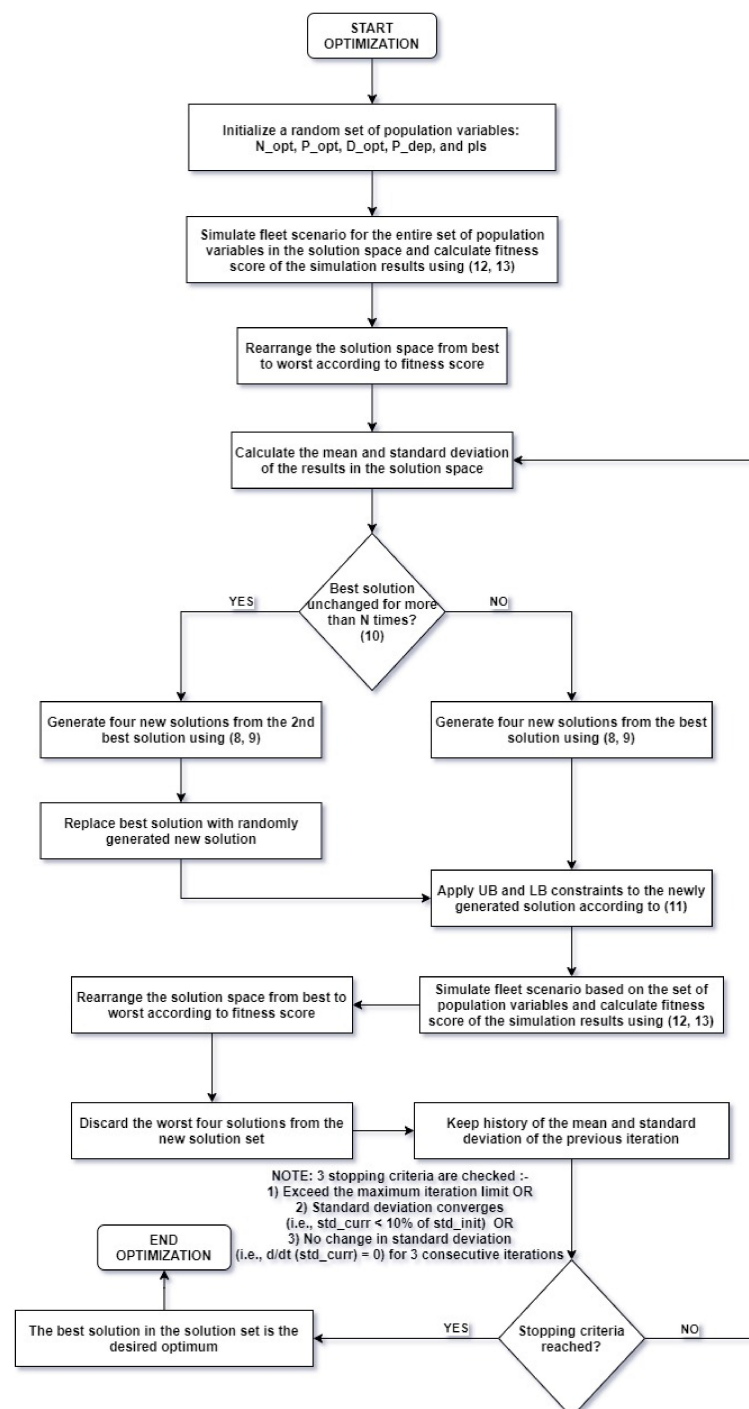 START
OPTIMIZATION
Initialize a random set of population variables:
N_opt, P_opt, D_opt, P_dep, and pls
Simulate fleet scenario for the entire set of population
variables in the solution space and calculate fitness
score of the simulation results using (12, 13)
Rearrange the solution space from best
to worst according to fitness score
Calculate the mean and standard deviation
of the results in the solution space
Best solution
unchanged for more
than N times?
(10)
YES
NO
Generate four new solutions from the 2nd
best solution using (8, 9)
Generate four new solutions from the best
solution using (8, 9)
Replace best solution with randomly
generated new solution
Apply UB and LB constraints to the newly
generated solution according to (11)
Simulate fleet scenario based on the set of
population variables and calculate fitness
score of the simulation results using (12, 13)
Rearrange the solution space from best to
worst according to fitness score
Discard the worst four solutions from the
new solution set
Keep history of the mean and standard
deviation of the previous iteration
NOTE: 3 stopping criteria are checked :-
1) Exceed the maximum iteration limit OR
2) Standard deviation converges
(i.e., std_curr < 10% of std_init) OR
3) No change in standard deviation
(i.e., d/dt (std_curr) = 0) for 3 consecutive iterations
Stopping criteria
reached?
YES
NO
The best solution in the solution set is the
desired optimum
END
OPTIMIZATION